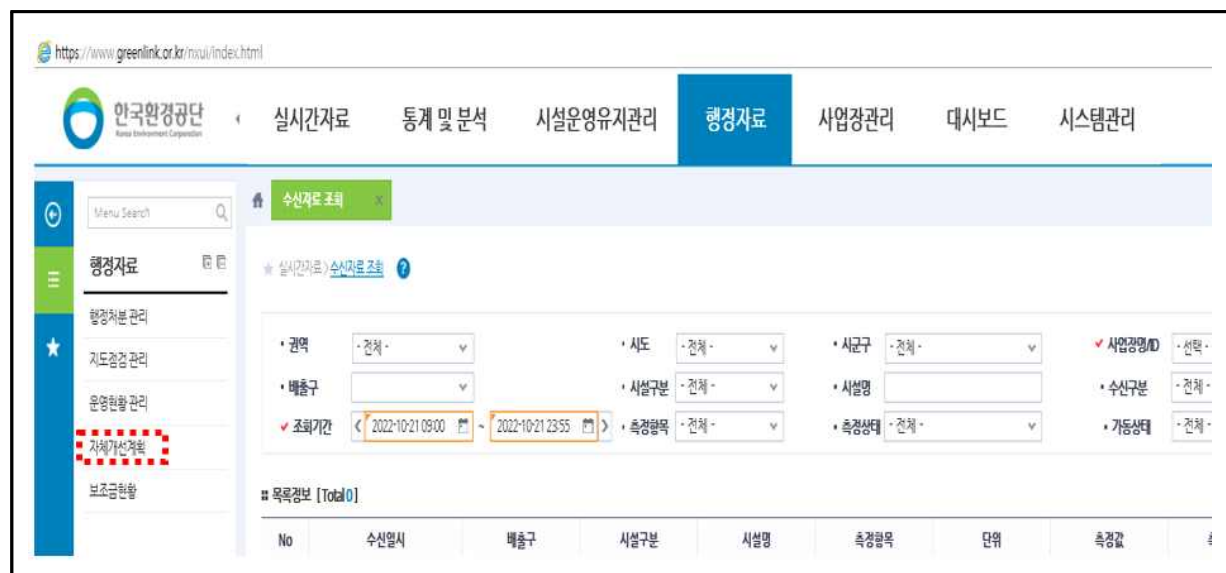 https://www.greenlink.or.kr/nxui/index.html
한국환경공단
Korea Environment Corporation
실시간자료 통계 및 분석 시설운영유지관리 행정자료 사업장관리 대시보드 시스템관리
Menu Search
수신자료 조회 x
행정자료
실시간자료 > 수신자료 조회 ?
행정처분 관리
지도점검 관리
운영현황 관리
자체개선계획
보조금현황
• 권역 - 전체 - • 시도 - 전체 - • 시군구 - 전체 - ✔ 사업장명/ID - 선택 -
• 배출구 • 시설구분 - 전체 - • 시설명 • 수신구분 - 전체 -
✔ 조회기간 2022-10-21 09:00 ~ 2022-10-21 23:55 • 측정항목 - 전체 - • 측정상태 - 전체 - • 가동상태 - 전체 -
목록정보 [Total 0]
No 수신일시 배출구 시설구분 시설명 측정항목 단위 측정값